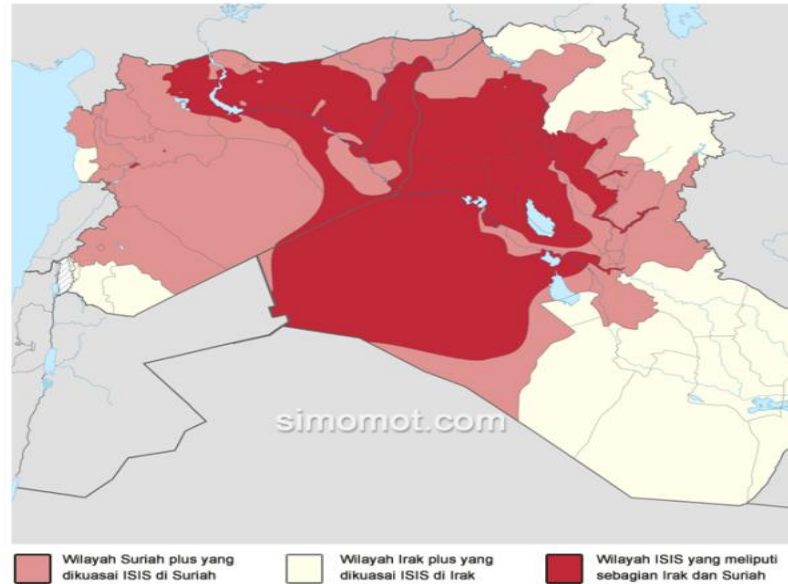 simomot.com
Wilayah Suriah plus yang
dikuasai ISIS di Suriah
Wilayah Irak plus yang
dikuasai ISIS di Irak
Wilayah ISIS yang meliputi
sebagian Irak dan Suriah